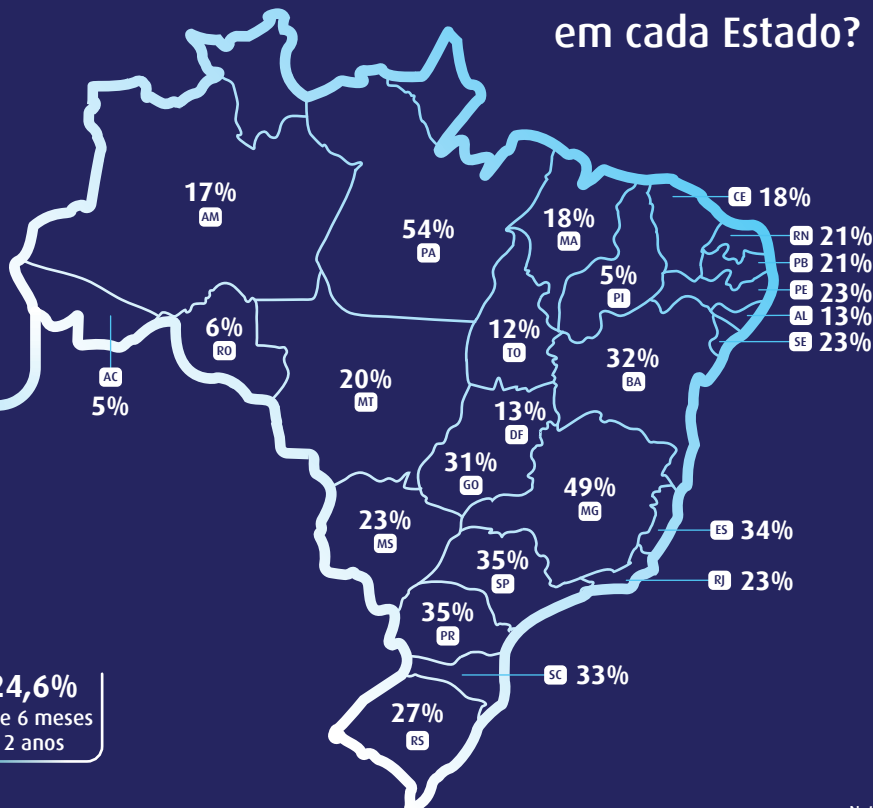 em cada Estado?
17%
AM
54%
PA
18%
MA
CE 18%
RN 21%
PB 21%
PE 23%
AL 13%
SE 23%
5%
PI
6%
RO
12%
TO
32%
BA
AC
5%
20%
MT
13%
DF
31%
GO
49%
MG
23%
MS
ES 34%
35%
SP
RJ 23%
35%
PR
SC 33%
27%
RS
24,6%
e 6 meses
2 anos